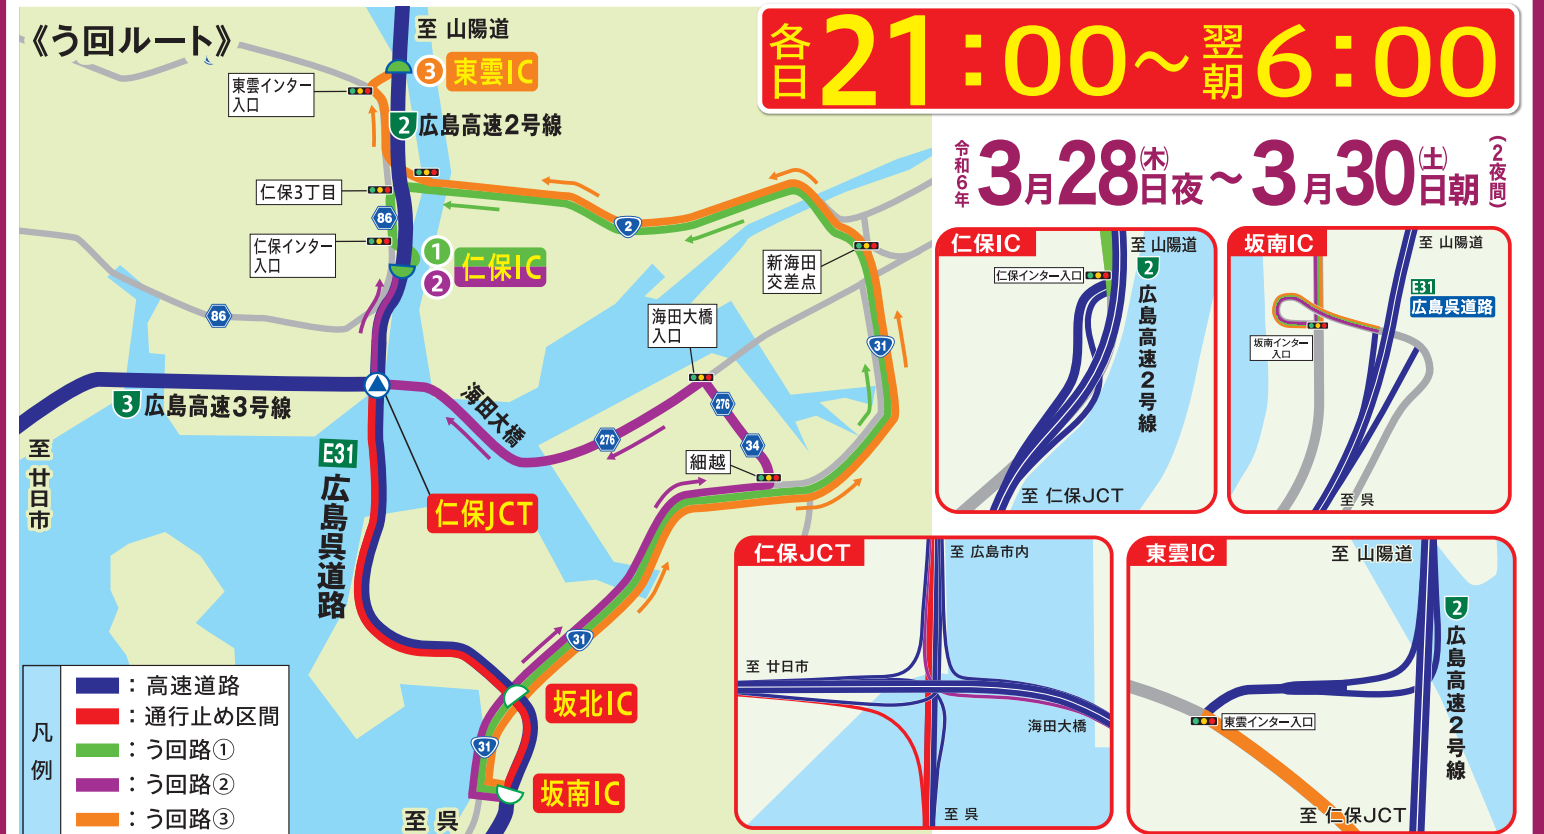 《う回ルート》
至 山陽道
3 東雲IC
東雲インター
入口
2 広島高速2号線
仁保3丁目
86
仁保インター
入口
1
2
仁保IC
86
2
新海田
交差点
海田大橋
入口
31
276
34
276
海田大橋
細越
3 広島高速3号線
至 廿日市
E31
広島呉道路
仁保JCT
31
坂北IC
31
坂南IC
至 呉
凡例
:高速道路
:通行止め区間
:う回路①
:う回路②
:う回路③
各日21:00～翌朝6:00
令和6年3月28日(木)夜～3月30日(土)朝(2夜間)
仁保IC
至 山陽道
仁保インター入口
2
広島高速2号線
至 仁保JCT
坂南IC
至 山陽道
E31
広島呉道路
坂南インター
入口
至 呉
仁保JCT
至 広島市内
至 廿日市
海田大橋
至 呉
東雲IC
至 山陽道
2
広島高速2号線
東雲インター入口
至 仁保JCT